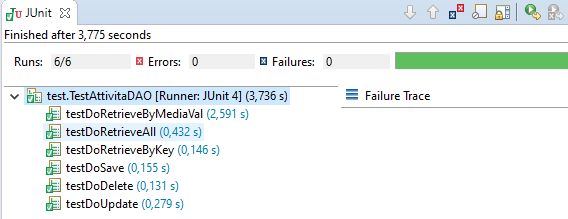 JUnit
Finished after 3,775 seconds
Runs: 6/6 Errors: 0 Failures: 0
test.TestAttivitaDAO [Runner: JUnit 4] (3,736 s)
Failure Trace
testDoRetrieveByMediaVal (2,591 s)
testDoRetrieveAll (0,432 s)
testDoRetrieveByKey (0,146 s)
testDoSave (0,155 s)
testDoDelete (0,131 s)
testDoUpdate (0,279 s)